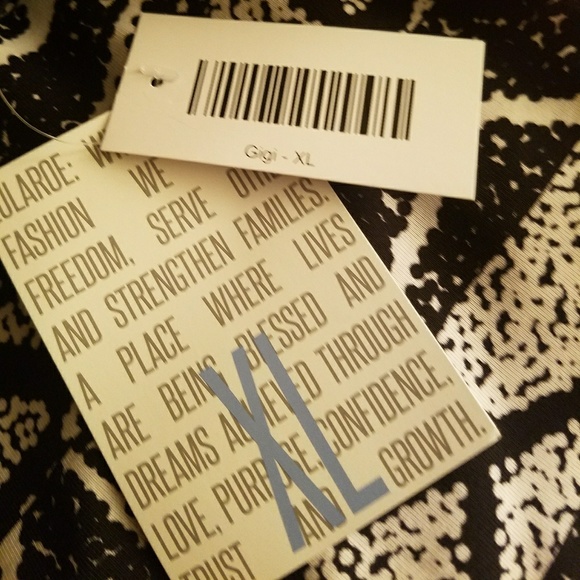 Gigi - XL
LULAROE:
WE
FASHION
FREEDOM, SERVE
AND STRENGTHEN FAMILIES.
A PLACE WHERE LIVES
ARE BEING BLESSED AND
DREAMS ACHIEVED THROUGH
LOVE, PURPOSE, CONFIDENCE,
TRUST AND GROWTH.
XL